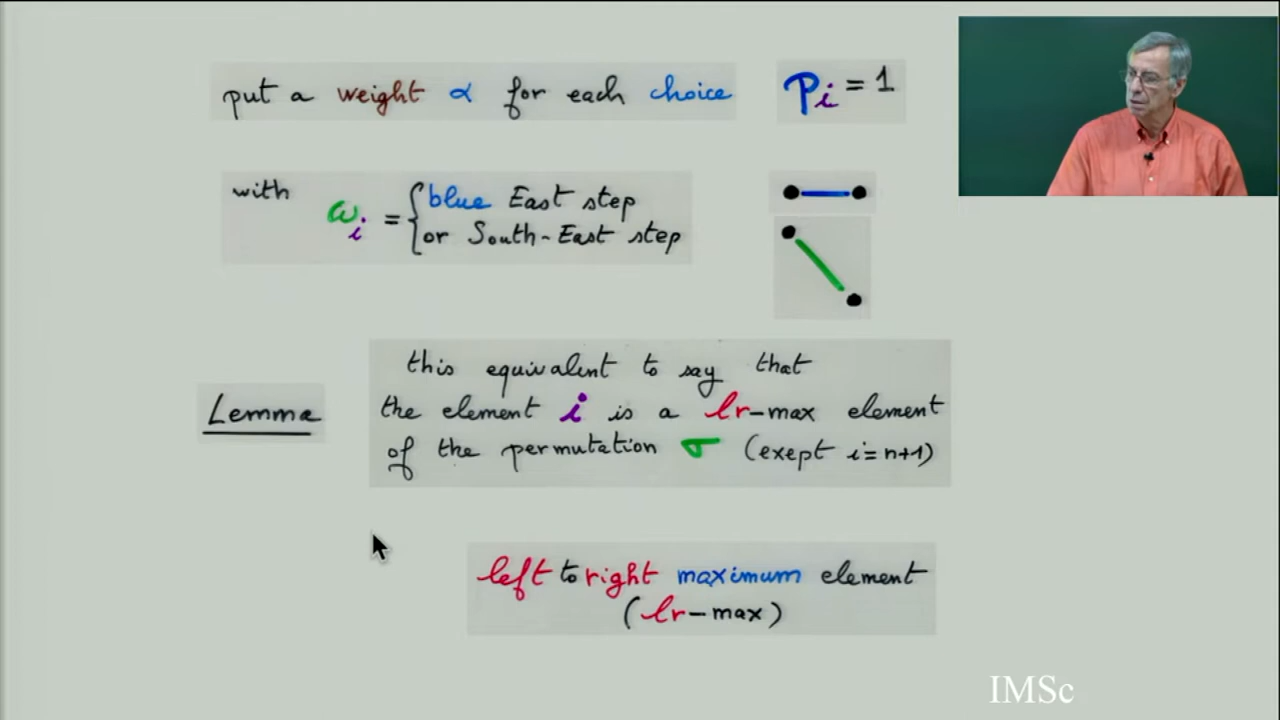 put a weight α for each choice pᵢ = 1
with ωᵢ = { blue East step
or South-East step
Lemma
this equivalent to say that
the element i is a lr-max element
of the permutation σ (exept i=n+1)
left to right maximum element
(lr-max)
IMSc